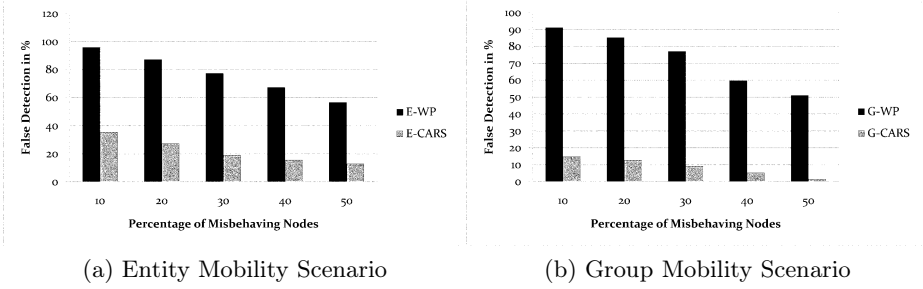 120
100
80
60
40
20
0
False Detection in %
10 20 30 40 50
Percentage of Misbehaving Nodes
E-WP
E-CARS
(a) Entity Mobility Scenario
100
90
80
70
60
50
40
30
20
10
0
False Detection in %
10 20 30 40 50
Percentage of Misbehaving Nodes
G-WP
G-CARS
(b) Group Mobility Scenario